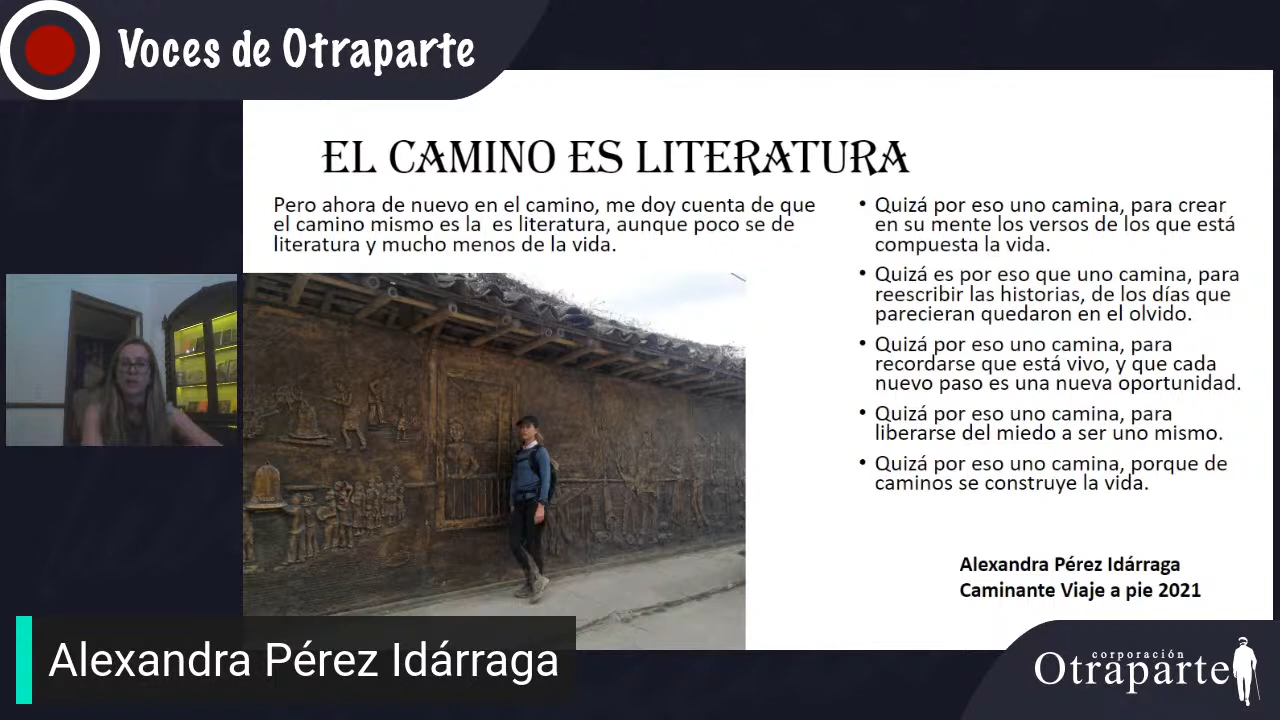 Voces de Otraparte
EL CAMINO ES LITERATURA
Pero ahora de nuevo en el camino, me doy cuenta de que
el camino mismo es la  es literatura, aunque poco se de
literatura y mucho menos de la vida.
• Quizá por eso uno camina, para crear
en su mente los versos de los que está
compuesta la vida.
• Quizá es por eso que uno camina, para
reescribir las historias, de los días que
parecieran quedaron en el olvido.
• Quizá por eso uno camina, para
recordarse que está vivo, y que cada
nuevo paso es una nueva oportunidad.
• Quizá por eso uno camina, para
liberarse del miedo a ser uno mismo.
• Quizá por eso uno camina, porque de
caminos se construye la vida.
Alexandra Pérez Idárraga
Caminante Viaje a pie 2021
Alexandra Pérez Idárraga
corporación
Otraparte